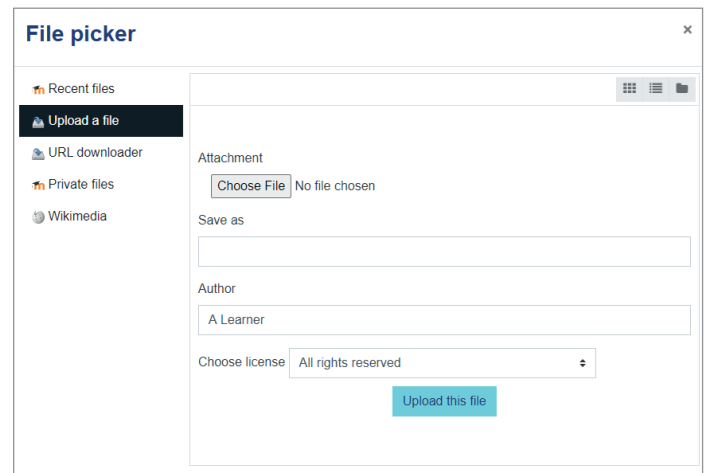 File picker ×
Recent files
Upload a file
URL downloader
Private files
Wikimedia
Attachment
Choose File No file chosen
Save as
Author
A Learner
Choose license All rights reserved
Upload this file